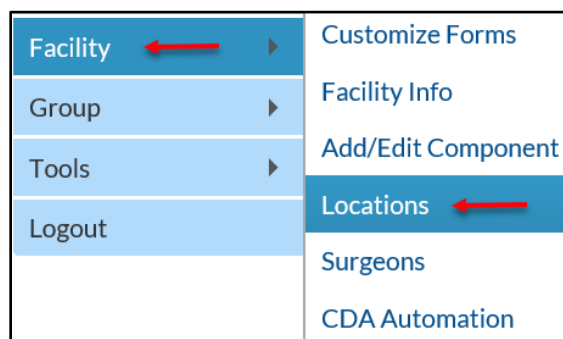 Facility
Group
Tools
Logout
Customize Forms
Facility Info
Add/Edit Component
Locations
Surgeons
CDA Automation